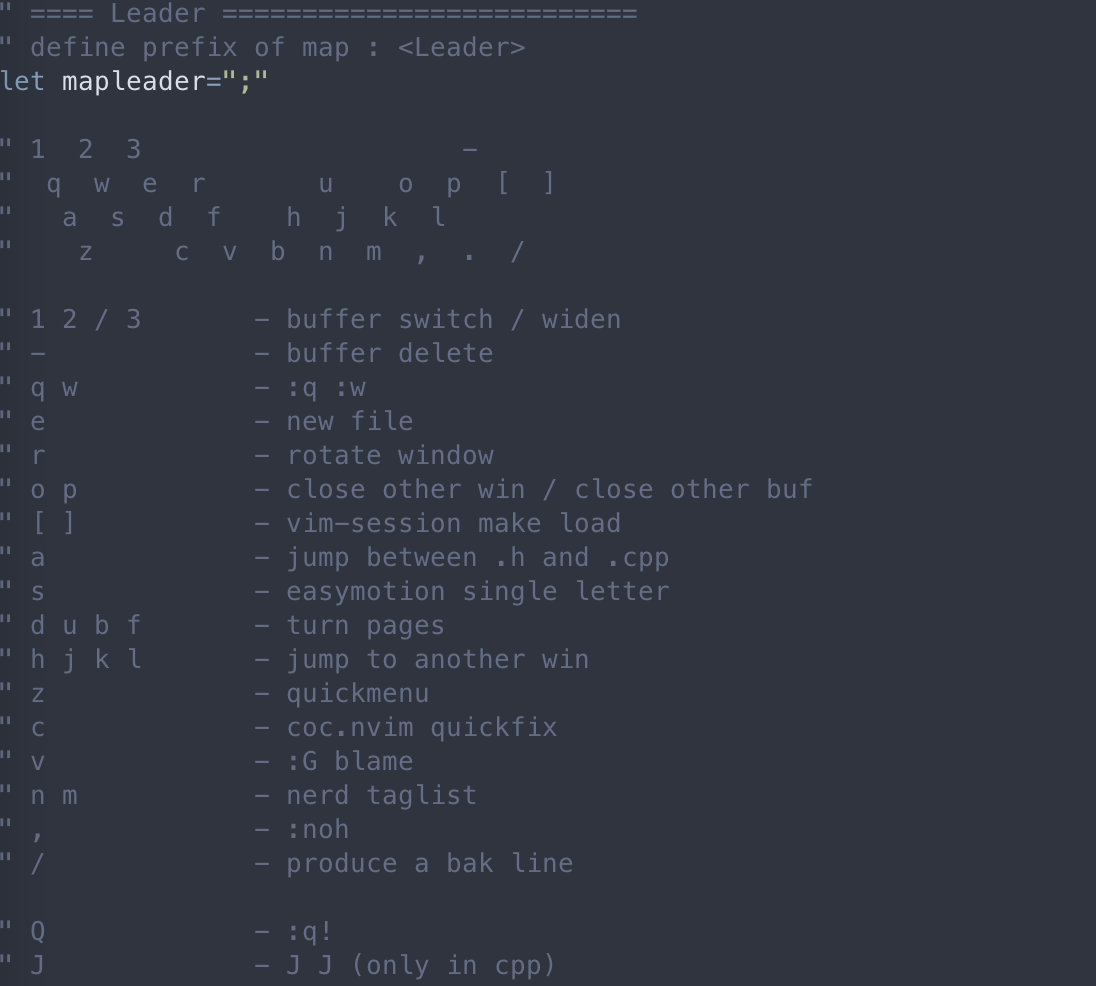 " ==== Leader ==========================
" define prefix of map : <Leader>
let mapleader=";"
" 1  2  3                    -
"  q  w  e  r       u    o  p  [  ]
"   a  s  d  f    h  j  k  l
"    z     c  v  b  n  m  ,  .  /
" 1 2 / 3       - buffer switch / widen
" -             - buffer delete
" q w           - :q :w
" e             - new file
" r             - rotate window
" o p           - close other win / close other buf
" [ ]           - vim-session make load
" a             - jump between .h and .cpp
" s             - easymotion single letter
" d u b f       - turn pages
" h j k l       - jump to another win
" z             - quickmenu
" c             - coc.nvim quickfix
" v             - :G blame
" n m           - nerd taglist
" ,             - :noh
" /             - produce a bak line
" Q             - :q!
" J             - J J (only in cpp)